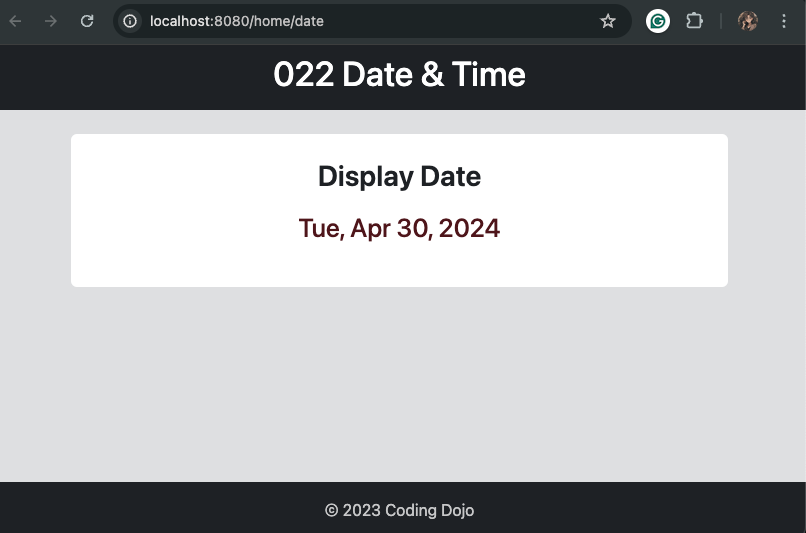 localhost:8080/home/date
022 Date & Time
Display Date
Tue, Apr 30, 2024
© 2023 Coding Dojo